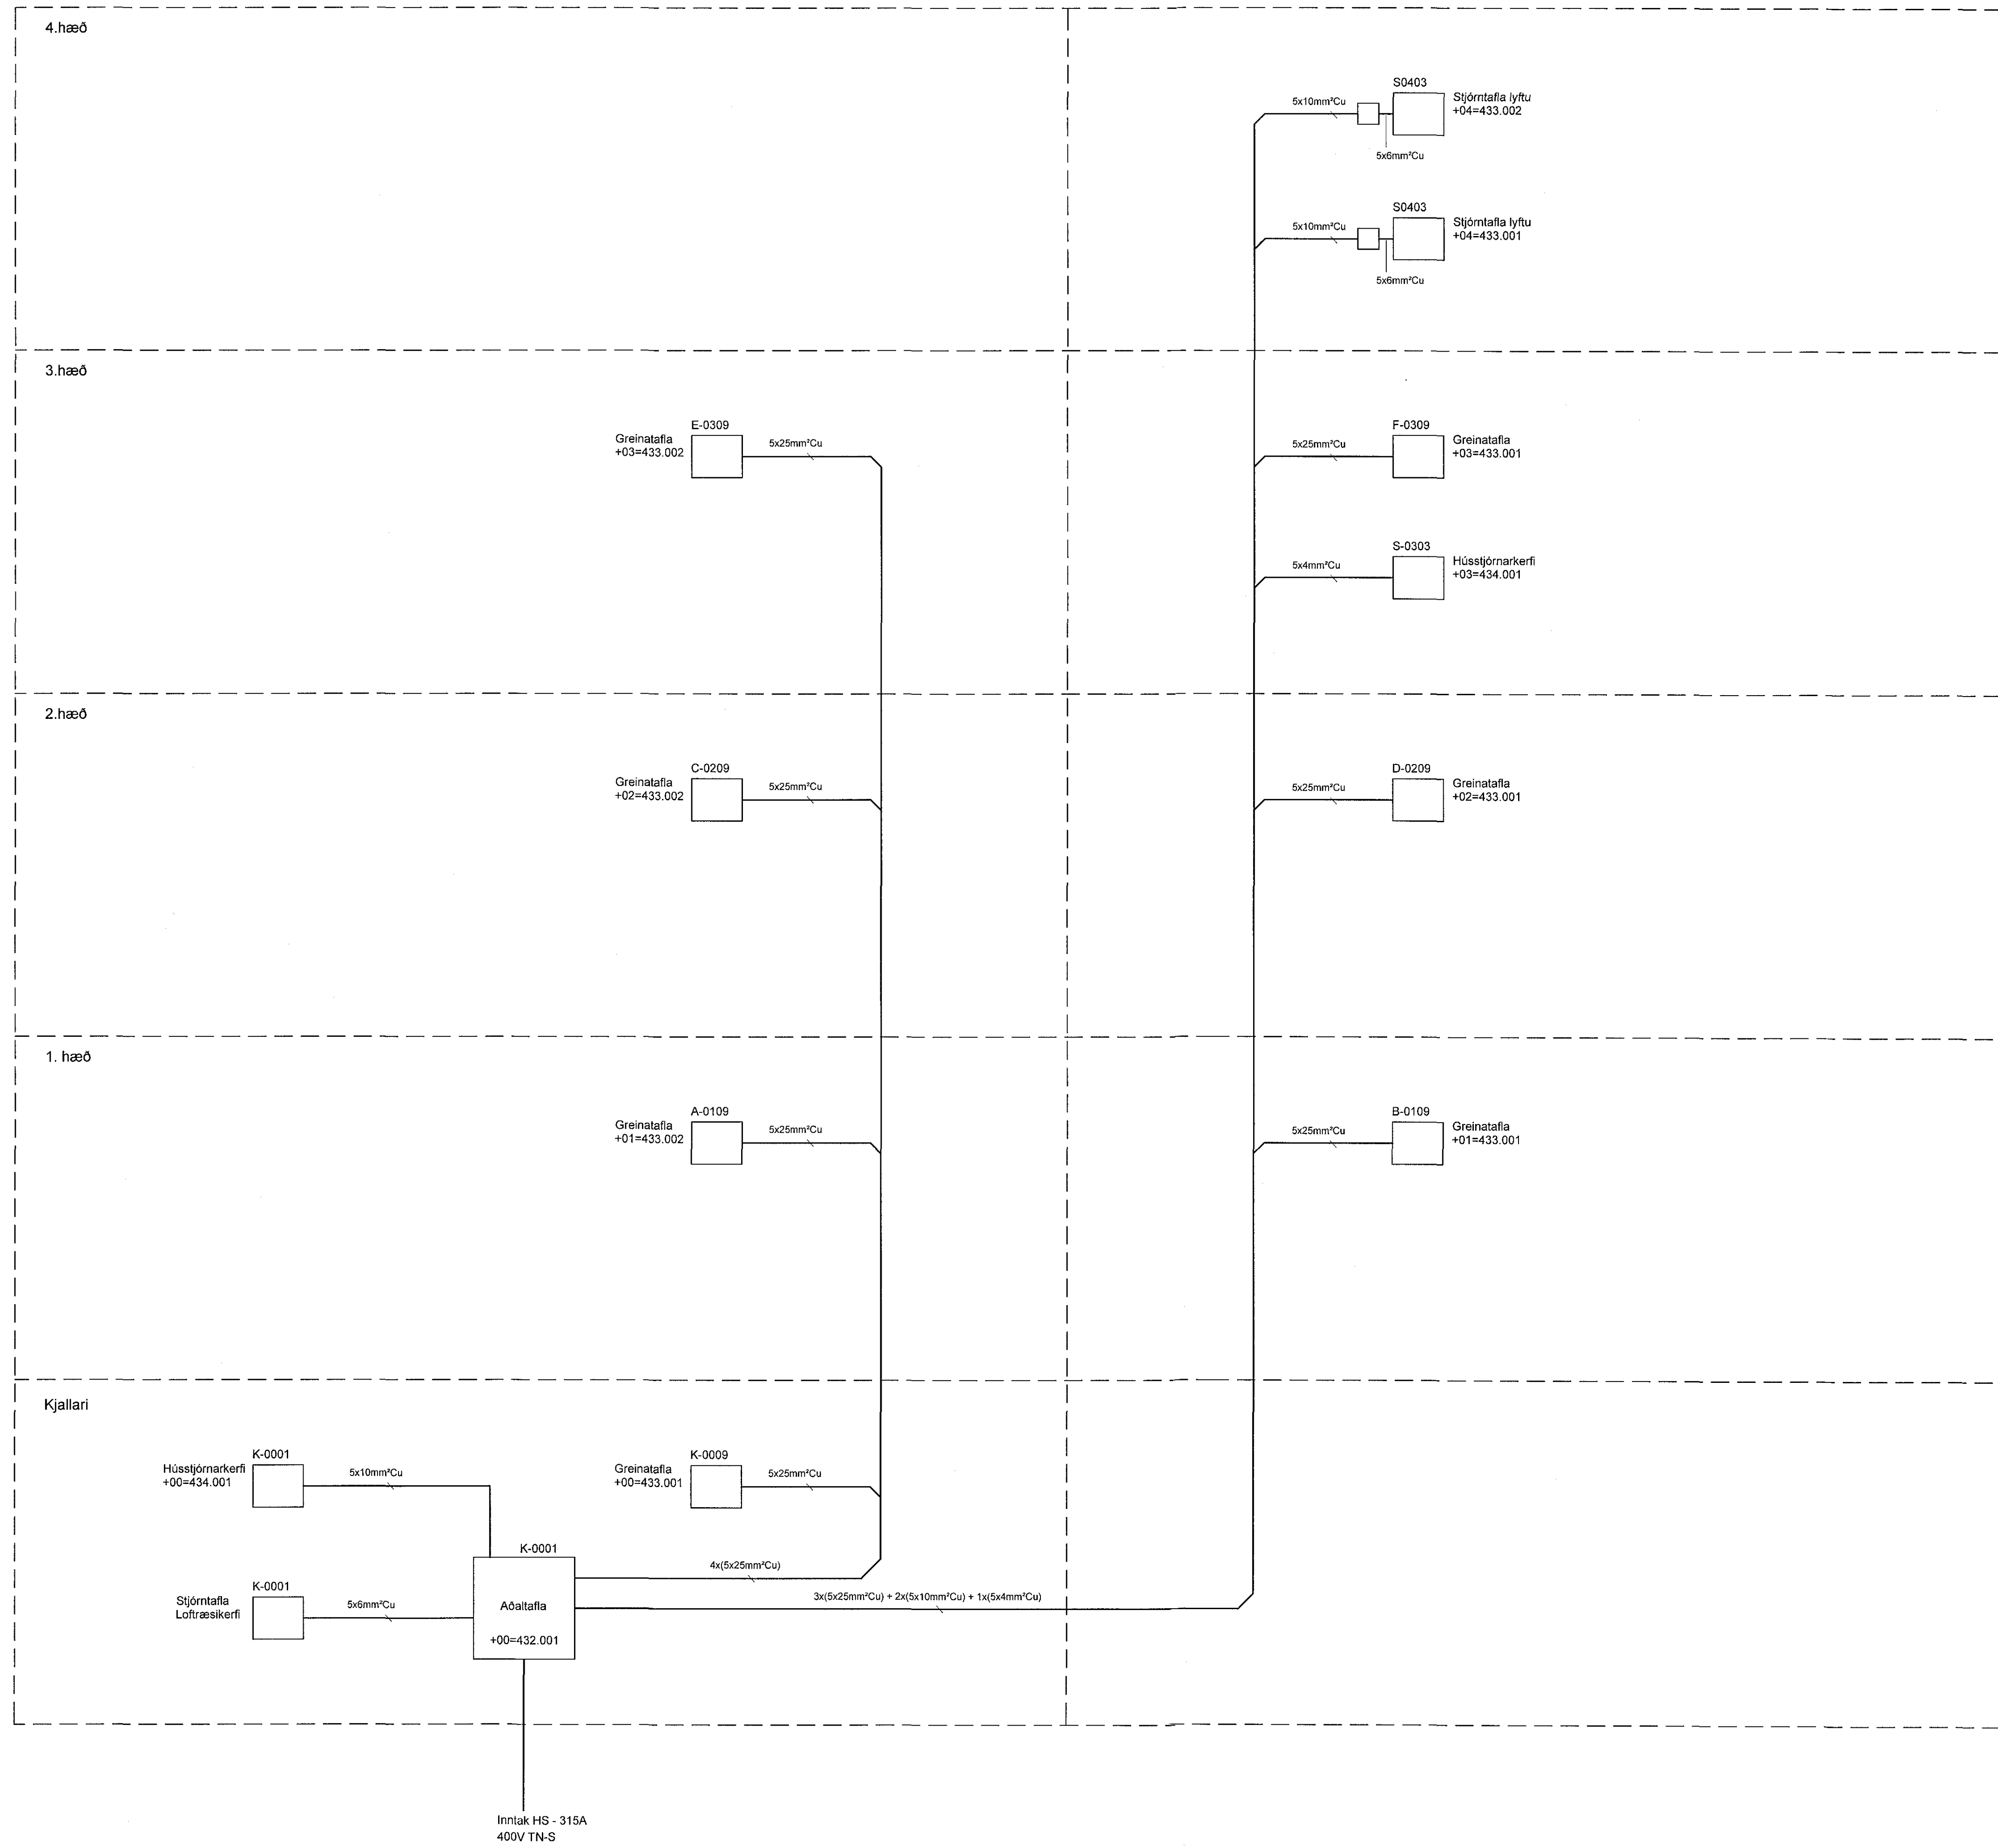 4.hæð
S0403
5x10mm²Cu
Stjórntafla lyftu
+04=433.002
5x6mm²Cu
S0403
5x10mm²Cu
Stjórntafla lyftu
+04=433.001
5x6mm²Cu
3.hæð
E-0309
Greinatafla
+03=433.002
5x25mm²Cu
F-0309
5x25mm²Cu
Greinatafla
+03=433.001
S-0303
5x4mm²Cu
Hússtjórnarkerfi
+03=434.001
2.hæð
C-0209
Greinatafla
+02=433.002
5x25mm²Cu
D-0209
5x25mm²Cu
Greinatafla
+02=433.001
1. hæð
A-0109
Greinatafla
+01=433.002
5x25mm²Cu
B-0109
5x25mm²Cu
Greinatafla
+01=433.001
Kjallari
K-0001
Hússtjórnarkerfi
+00=434.001
5x10mm²Cu
K-0009
Greinatafla
+00=433.001
5x25mm²Cu
K-0001
4x(5x25mm²Cu)
K-0001
Stjórntafla
Loftræsikerfi
5x6mm²Cu
Aðaltafla
+00=432.001
3x(5x25mm²Cu) + 2x(5x10mm²Cu) + 1x(5x4mm²Cu)
Inntak HS - 315A
400V TN-S